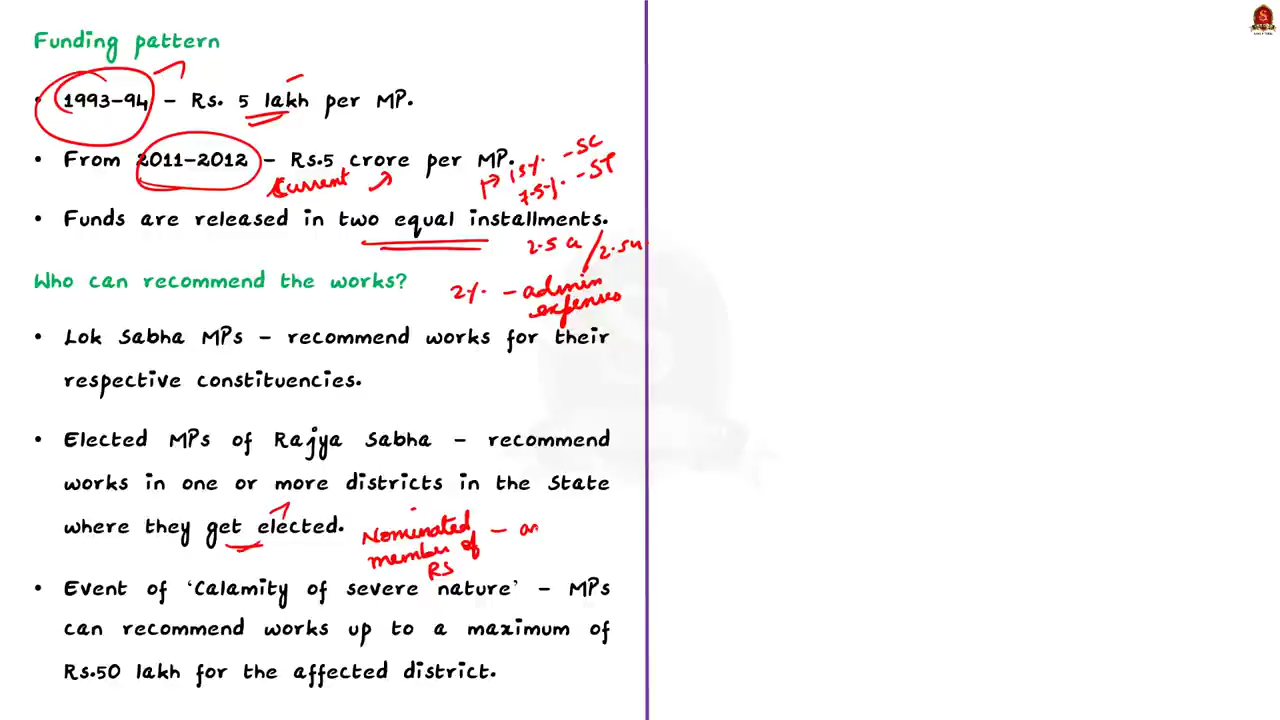 Funding pattern
• 1993-94 - Rs. 5 lakh per MP.
• From 2011-2012 - Rs.5 crore per MP.
Current
15% - SC
7.5% - ST
• Funds are released in two equal installments.
2.5 cr / 2.5 cr
Who can recommend the works?
2% - admin
expenses
• Lok Sabha MPs - recommend works for their
respective constituencies.
• Elected MPs of Rajya Sabha - recommend
works in one or more districts in the State
where they get elected.
Nominated - an
member of
RS
• Event of 'Calamity of severe nature' - MPs
can recommend works up to a maximum of
Rs.50 lakh for the affected district.